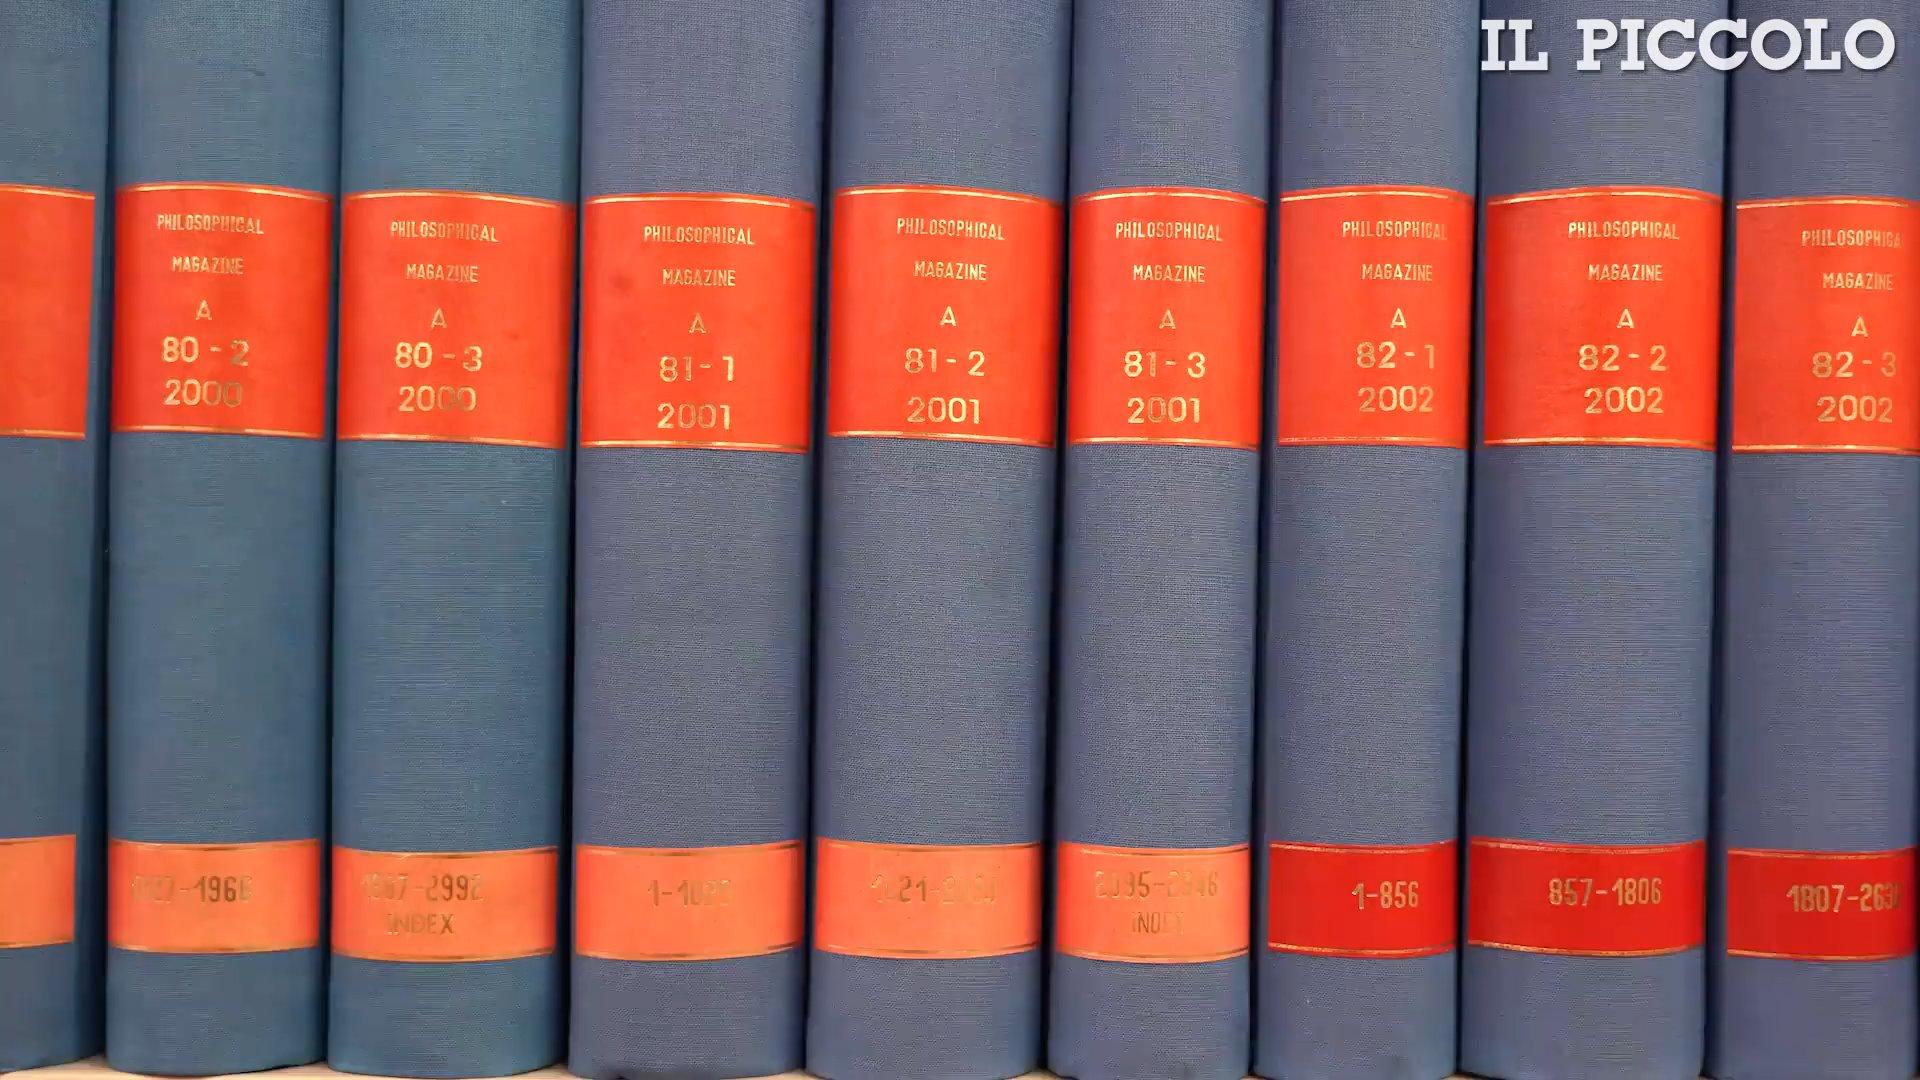 IL PICCOLO
PHILOSOPHICAL
MAGAZINE
A
80 - 2
2000
PHILOSOPHICAL
MAGAZINE
A
80 - 3
2000
INDEX
PHILOSOPHICAL
MAGAZINE
A
81 - 1
2001
PHILOSOPHICAL
MAGAZINE
A
81 - 2
2001
PHILOSOPHICAL
MAGAZINE
A
81 - 3
2001
INDEX
PHILOSOPHICAL
MAGAZINE
A
82 - 1
2002
1-856
PHILOSOPHICAL
MAGAZINE
A
82 - 2
2002
857-1806
PHILOSOPHICA
MAGAZINE
A
82 - 3
2002